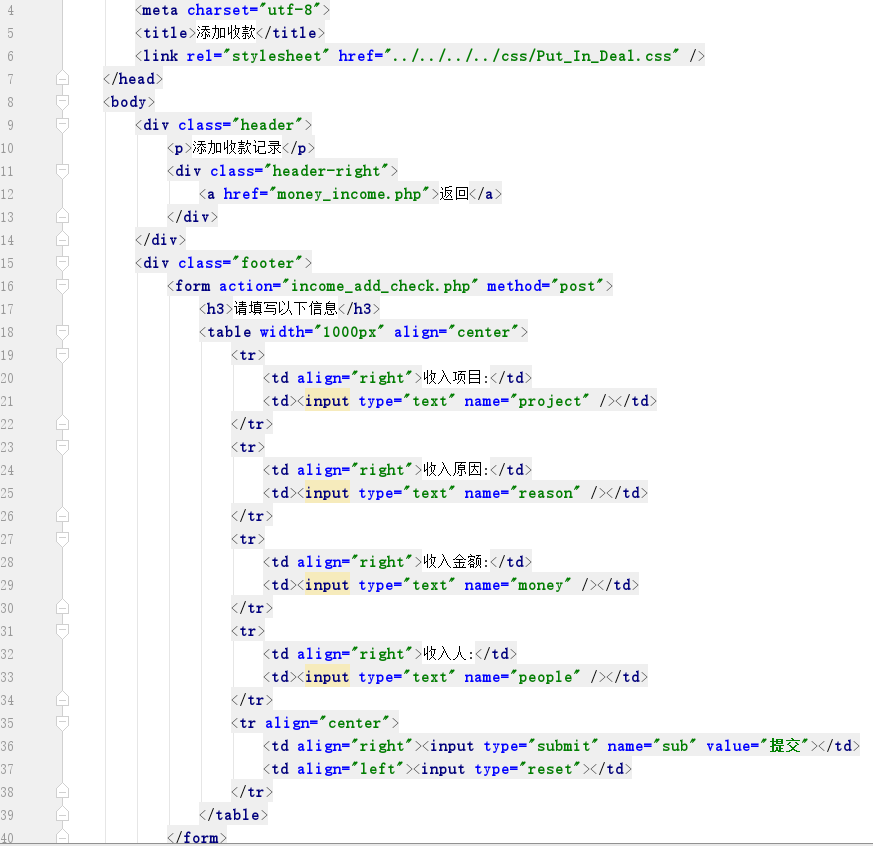 4 <meta charset="utf-8">
5 <title>添加收款</title>
6 <link rel="stylesheet" href="../../../../css/Put_In_Deal.css" />
7 </head>
8 <body>
9 <div class="header">
10 <p>添加收款记录</p>
11 <div class="header-right">
12 <a href="money_income.php">返回</a>
13 </div>
14 </div>
15 <div class="footer">
16 <form action="income_add_check.php" method="post">
17 <h3>请填写以下信息</h3>
18 <table width="1000px" align="center">
19 <tr>
20 <td align="right">收入项目:</td>
21 <td><input type="text" name="project" /></td>
22 </tr>
23 <tr>
24 <td align="right">收入原因:</td>
25 <td><input type="text" name="reason" /></td>
26 </tr>
27 <tr>
28 <td align="right">收入金额:</td>
29 <td><input type="text" name="money" /></td>
30 </tr>
31 <tr>
32 <td align="right">收入人:</td>
33 <td><input type="text" name="people" /></td>
34 </tr>
35 <tr align="center">
36 <td align="right"><input type="submit" name="sub" value="提交"></td>
37 <td align="left"><input type="reset"></td>
38 </tr>
39 </table>
40 </form>